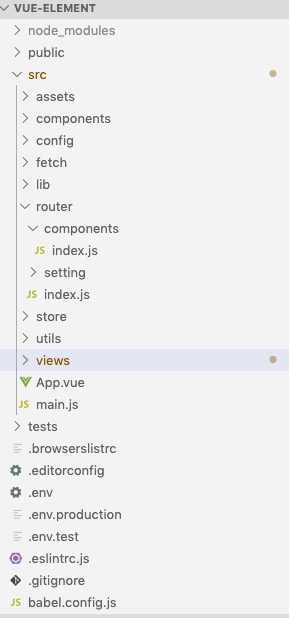 VUE-ELEMENT
node_modules
public
src
assets
components
config
fetch
lib
router
components
JS index.js
setting
JS index.js
store
utils
views
App.vue
JS main.js
tests
.browserslistrc
.editorconfig
.env
.env.production
.env.test
.eslintrc.js
.gitignore
JS babel.config.js